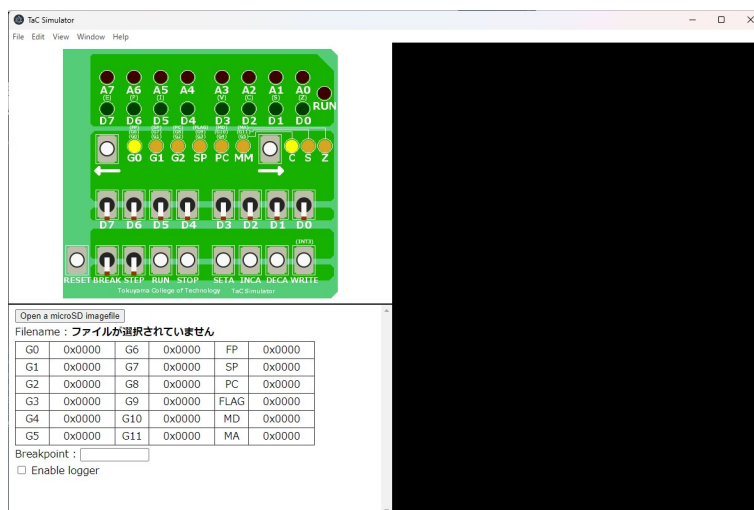 TaC Simulator
File Edit View Window Help
A7 A6 A5 A4 A3 A2 A1 A0
(E) (P) (I) (V) (C) (S) (Z)
RUN
D7 D6 D5 D4 D3 D2 D1 D0
G0 G1 G2 SP PC MM C S Z
D7 D6 D5 D4 D3 D2 D1 D0
(INT3)
RESET BREAK STEP RUN STOP SETA INCA DECA WRITE
Tokuyama College of Technology TaC Simulator
Open a microSD imagefile
Filename : ファイルが選択されていません
G0 0x0000 G6 0x0000 FP 0x0000
G1 0x0000 G7 0x0000 SP 0x0000
G2 0x0000 G8 0x0000 PC 0x0000
G3 0x0000 G9 0x0000 FLAG 0x0000
G4 0x0000 G10 0x0000 MD 0x0000
G5 0x0000 G11 0x0000 MA 0x0000
Breakpoint :
Enable logger